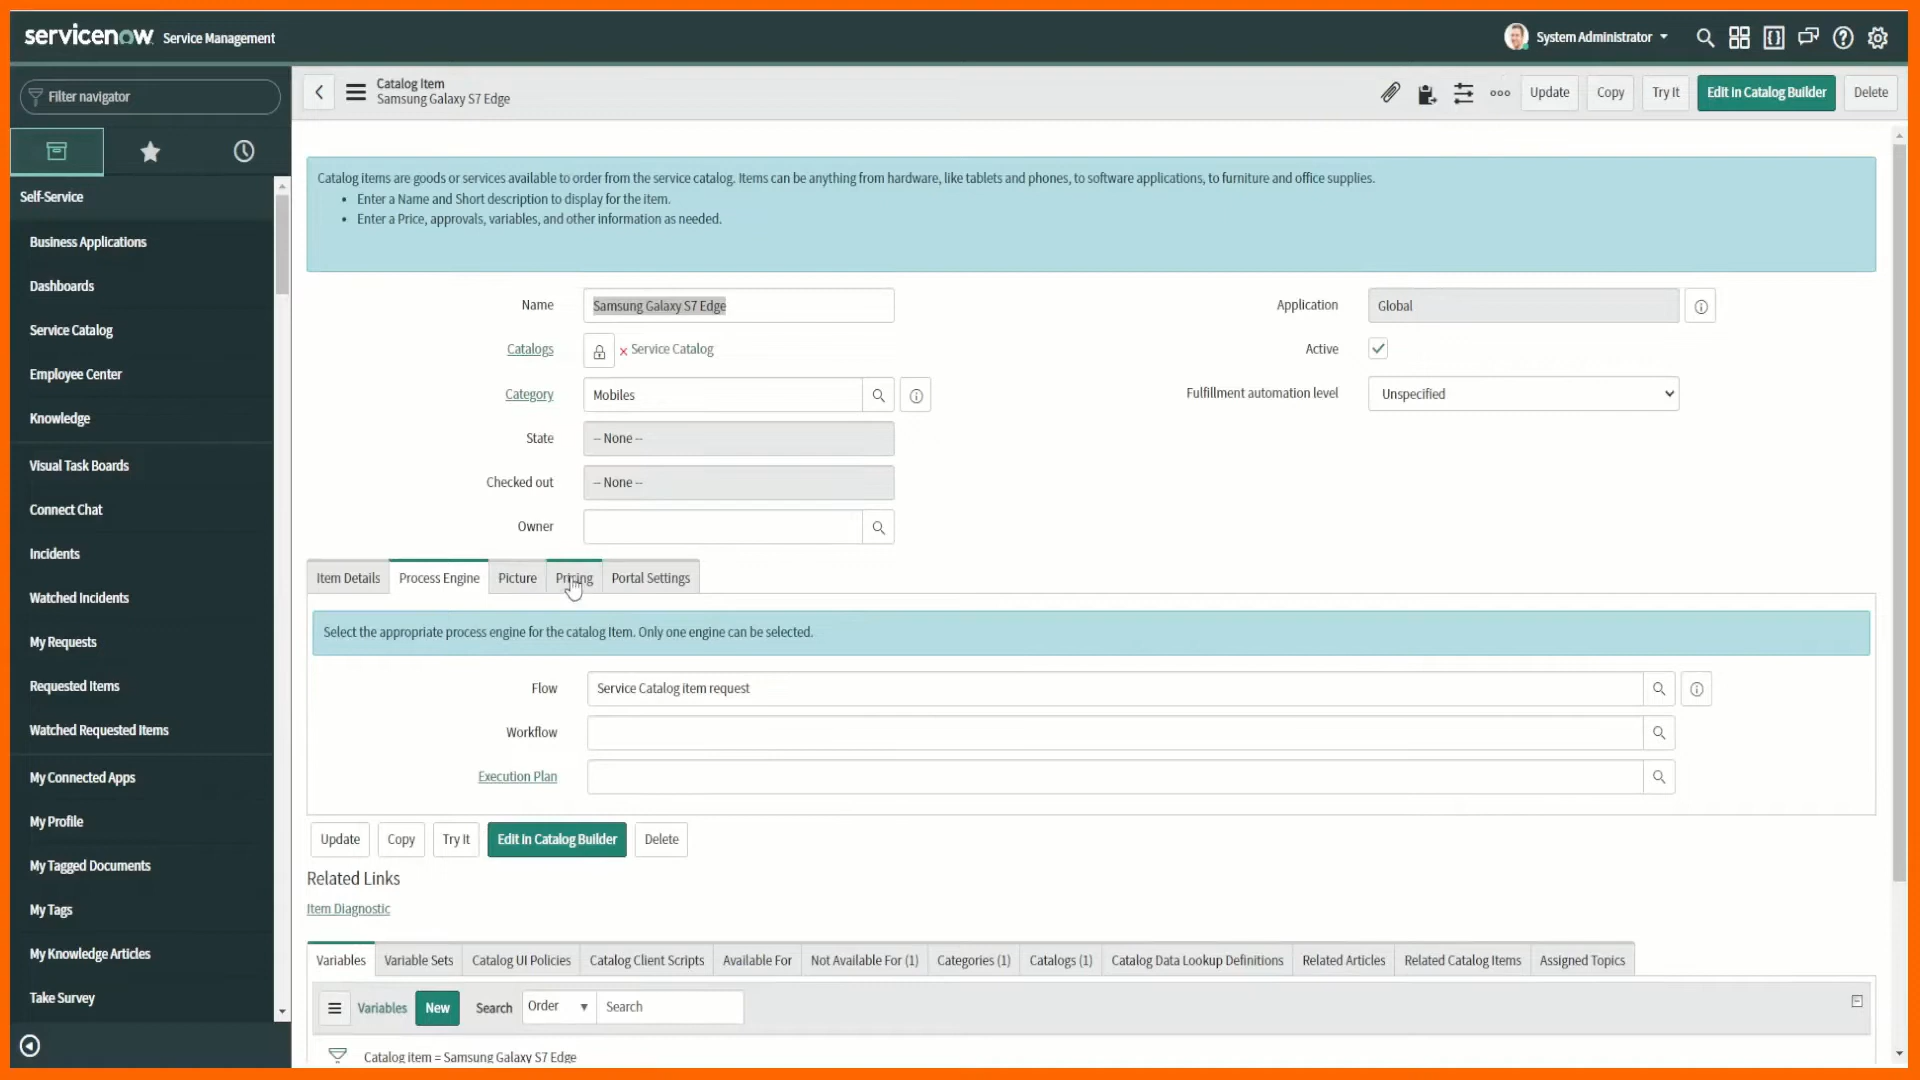 servicenow Service Management
System Administrator
Filter navigator
Self-Service
Business Applications
Dashboards
Service Catalog
Employee Center
Knowledge
Visual Task Boards
Connect Chat
Incidents
Watched Incidents
My Requests
Requested Items
Watched Requested Items
My Connected Apps
My Profile
My Tagged Documents
My Tags
My Knowledge Articles
Take Survey
Catalog Item
Samsung Galaxy S7 Edge
Update Copy Try It Edit in Catalog Builder Delete
Catalog items are goods or services available to order from the service catalog. Items can be anything from hardware, like tablets and phones, to software applications, to furniture and office supplies.
• Enter a Name and Short description to display for the item.
• Enter a Price, approvals, variables, and other information as needed.
Name Samsung Galaxy S7 Edge
Catalogs Service Catalog
Category Mobiles
State -- None --
Checked out -- None --
Owner
Application Global
Active
Fulfillment automation level Unspecified
Item Details Process Engine Picture Pricing Portal Settings
Select the appropriate process engine for the catalog item. Only one engine can be selected.
Flow Service Catalog item request
Workflow
Execution Plan
Update Copy Try It Edit in Catalog Builder Delete
Related Links
Item Diagnostic
Variables Variable Sets Catalog UI Policies Catalog Client Scripts Available For Not Available For (1) Categories (1) Catalogs (1) Catalog Data Lookup Definitions Related Articles Related Catalog Items Assigned Topics
Variables New Search Order Search
Catalog item = Samsung Galaxy S7 Edge